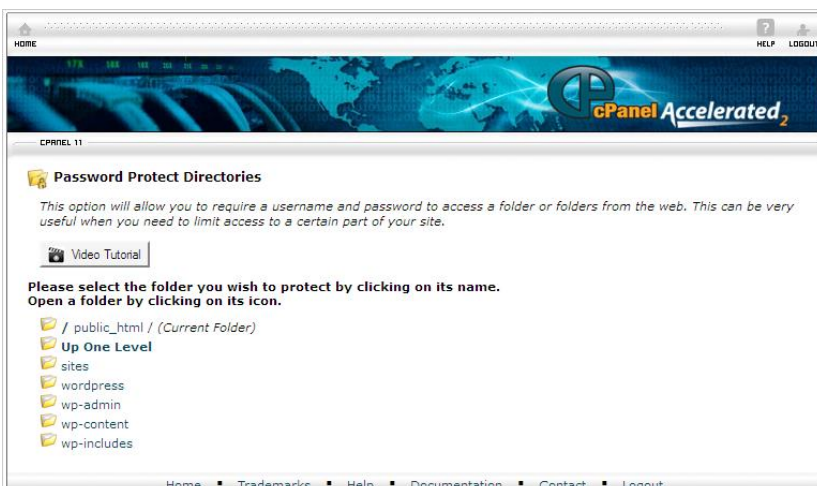 HOME
HELP LOGOUT
cPanel Accelerated2
CPANEL 11
Password Protect Directories
This option will allow you to require a username and password to access a folder or folders from the web. This can be very
useful when you need to limit access to a certain part of your site.
Video Tutorial
Please select the folder you wish to protect by clicking on its name.
Open a folder by clicking on its icon.
/ public_html / (Current Folder)
Up One Level
sites
wordpress
wp-admin
wp-content
wp-includes
Home Trademarks Help Documentation Contact Logout